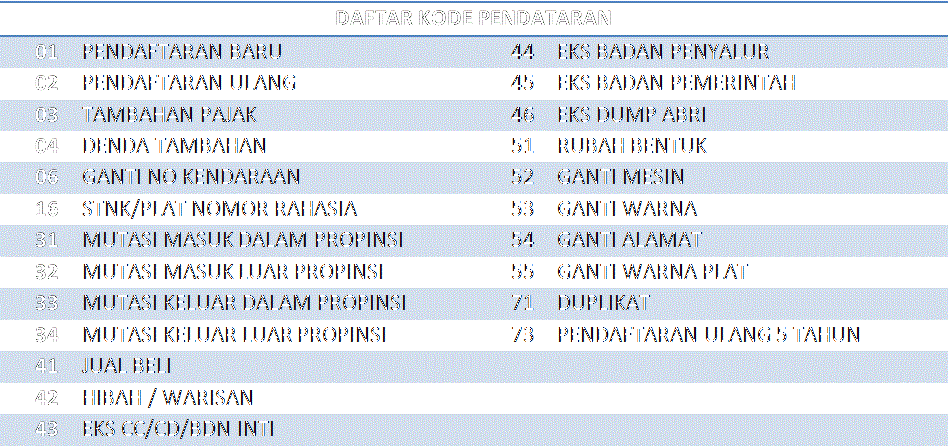 DAFTAR KODE PENDATARAN
01 PENDAFTARAN BARU 44 EKS BADAN PENYALUR
02 PENDAFTARAN ULANG 45 EKS BADAN PEMERINTAH
03 TAMBAHAN PAJAK 46 EKS DUMP ABRI
04 DENDA TAMBAHAN 51 RUBAH BENTUK
06 GANTI NO KENDARAAN 52 GANTI MESIN
16 STNK/PLAT NOMOR RAHASIA 53 GANTI WARNA
31 MUTASI MASUK DALAM PROPINSI 54 GANTI ALAMAT
32 MUTASI MASUK LUAR PROPINSI 55 GANTI WARNA PLAT
33 MUTASI KELUAR DALAM PROPINSI 71 DUPLIKAT
34 MUTASI KELUAR LUAR PROPINSI 73 PENDAFTARAN ULANG 5 TAHUN
41 JUAL BELI
42 HIBAH / WARISAN
43 EKS CC/CD/BDN INTI